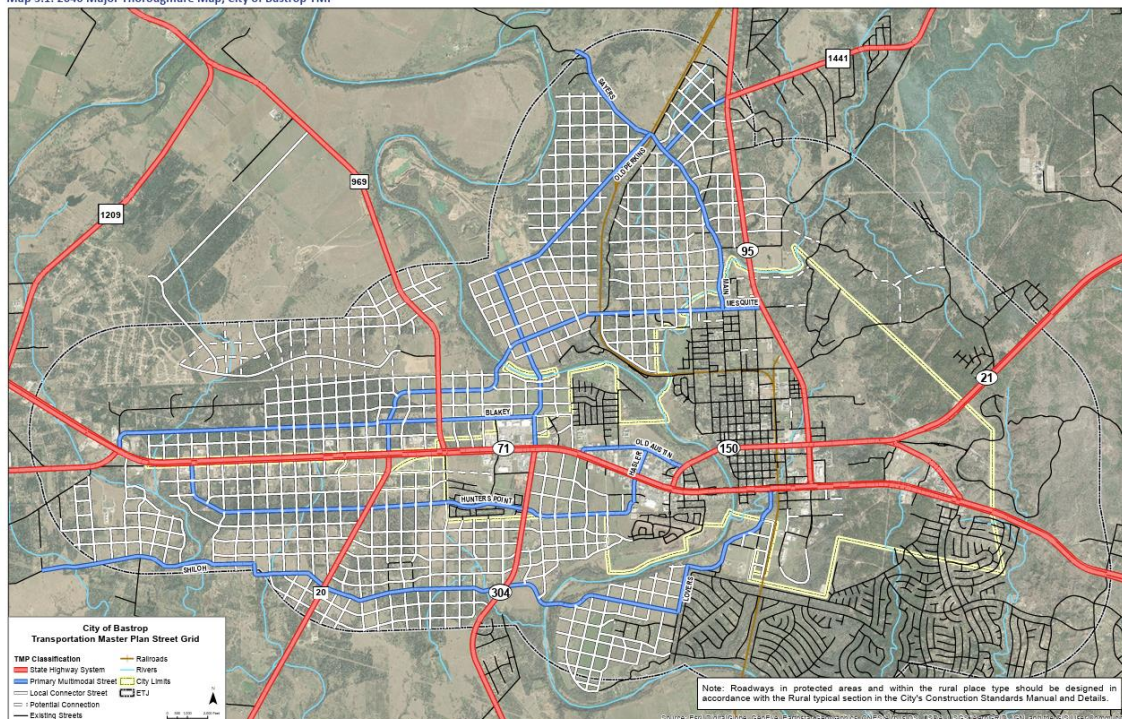 Map 3.1: 2040 Major Thoroughfare Map, City of Bastrop TMP
1441
SAYERS
OLD PERKINS
969
1209
95
MAIN
MESQUITE
21
BLAKEY
71
OLD AUSTIN
150
HASLER
HUNTERS POINT
SHILOH
20
304
LOVERS
City of Bastrop
Transportation Master Plan Street Grid
TMP Classification
State Highway System
Primary Multimodal Street
Local Connector Street
Potential Connection
Existing Streets
Railroads
Rivers
City Limits
ETJ
N
Note: Roadways in protected areas and within the rural place type should be designed in
accordance with the Rural typical section in the City's Construction Standards Manual and Details.